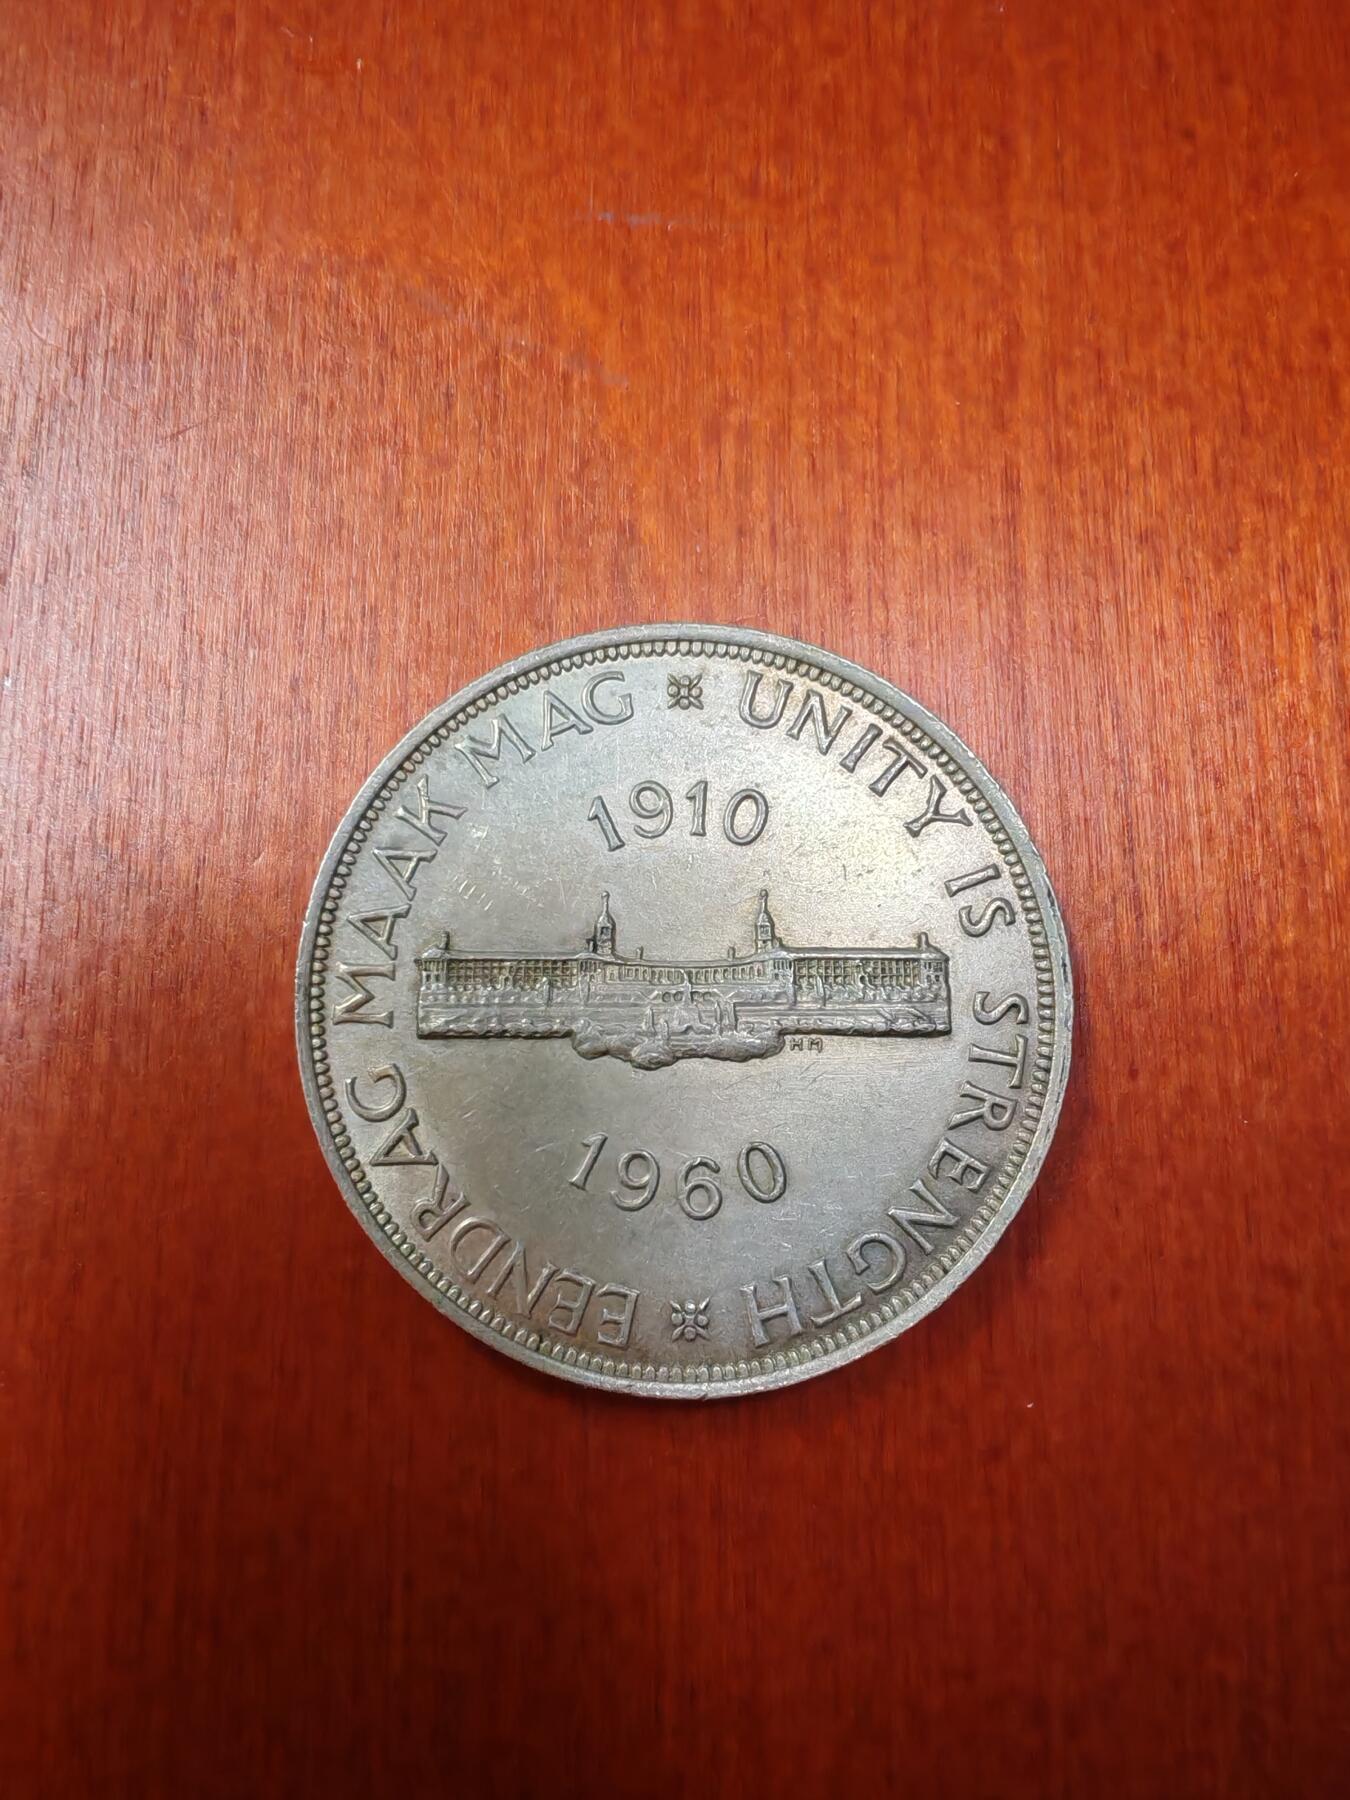 EENDRAG MAAK MAG
UNITY IS STRENGTH
1910
HM
1960